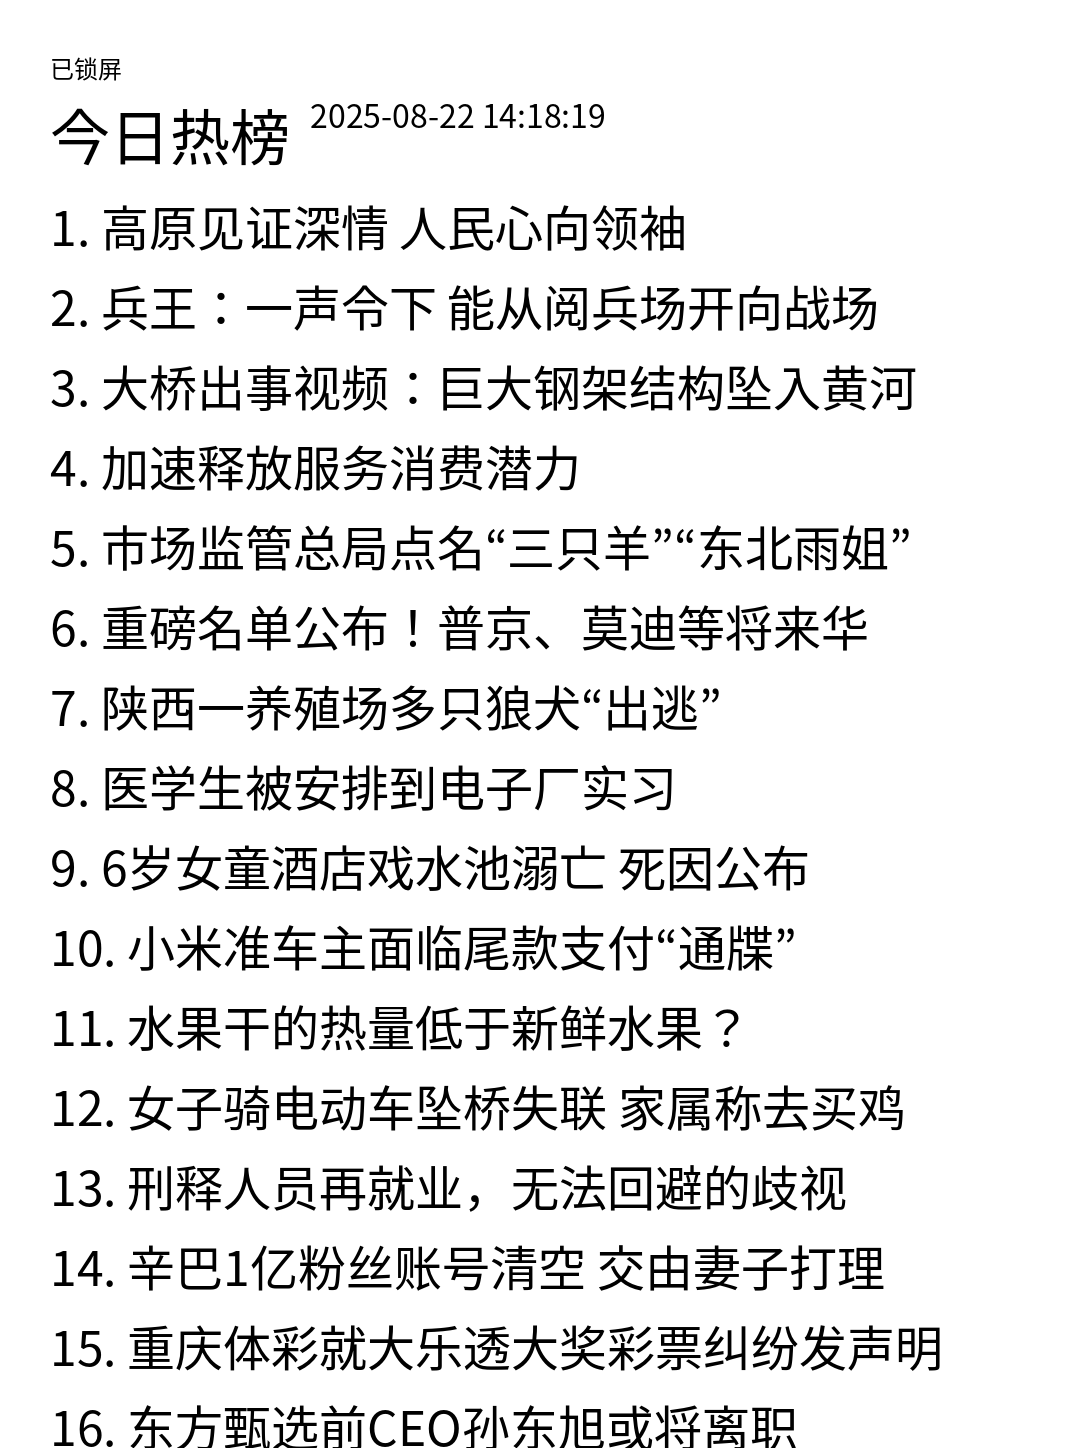 已锁屏
今日热榜 2025-08-22 14:18:19
1. 高原见证深情 人民心向领袖
2. 兵王：一声令下 能从阅兵场开向战场
3. 大桥出事视频：巨大钢架结构坠入黄河
4. 加速释放服务消费潜力
5. 市场监管总局点名“三只羊”“东北雨姐”
6. 重磅名单公布！普京、莫迪等将来华
7. 陕西一养殖场多只狼犬“出逃”
8. 医学生被安排到电子厂实习
9. 6岁女童酒店戏水池溺亡 死因公布
10. 小米准车主面临尾款支付“通牒”
11. 水果干的热量低于新鲜水果？
12. 女子骑电动车坠桥失联 家属称去买鸡
13. 刑释人员再就业，无法回避的歧视
14. 辛巴1亿粉丝账号清空 交由妻子打理
15. 重庆体彩就大乐透大奖彩票纠纷发声明
16. 东方甄选前CEO孙东旭或将离职